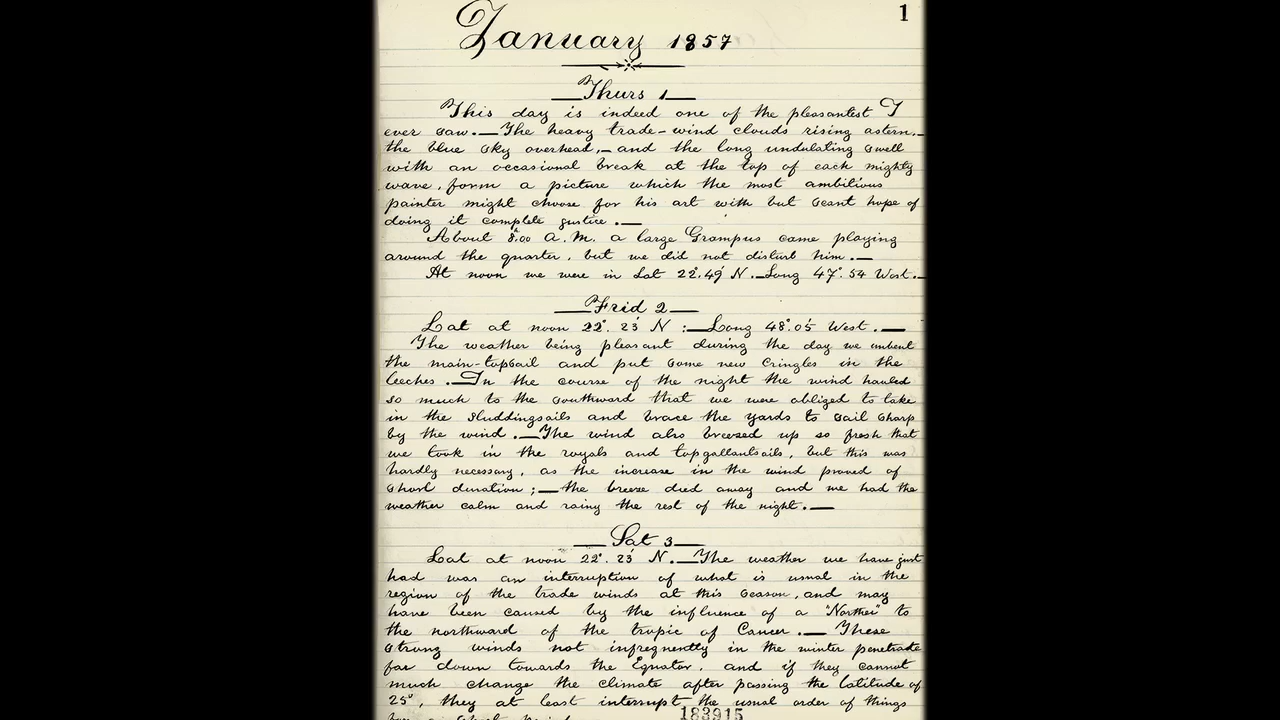 1
January 1857
Thurs 1
This day is indeed one of the pleasantest I
ever saw.— The heavy trade-wind clouds rising astern,—
the blue sky overhead,— and the long undulating swell
with an occasional break at the top of each mighty
wave, form a picture which the most ambitious
painter might choose for his art with but scant hope of
doing it complete justice.—
About 8.00 A.M. a large Grampus came playing
around the quarter, but we did not disturb him.—
At noon we were in Lat 22°.49' N.— Long 47°.54 West.—
Frid 2
Lat at noon 22°. 23' N :— Long 48°.05' West.—
The weather being pleasant during the day we unbent
the main-topsail and put some new Cringles in the
leeches.— In the course of the night the wind hauled
so much to the southward that we were obliged to take
in the studdingsails and brace the yards to sail sharp
by the wind.— The wind also breezed up so fresh that
we took in the royals and topgallantsails, but this was
hardly necessary, as the increase in the wind proved of
short duration ;— the breeze died away and we had the
weather calm and rainy the rest of the night.—
Sat 3
Lat at noon 22°. 23' N.— The weather we have just
had was an interruption of what is usual in the
region of the trade winds at this season, and may
have been caused by the influence of a "Norther" to
the northward of the tropic of Cancer.— These
strong winds not infrequently in the winter penetrate
far down towards the Equator, and if they cannot
much change the climate after passing the latitude of
25°, they at least interrupt the usual order of things
183915